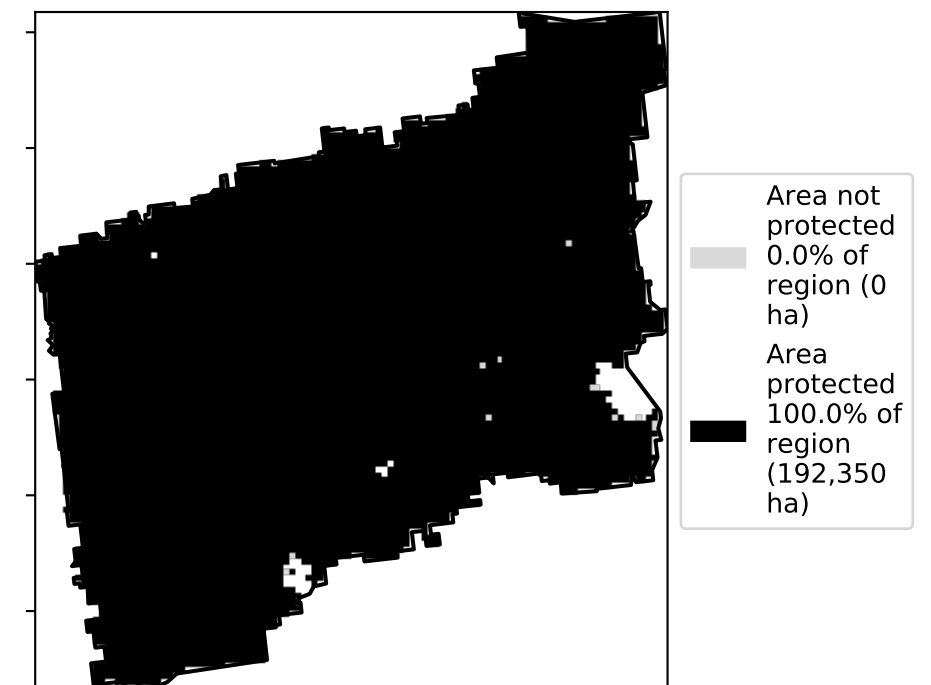 Area not
protected
0.0% of
region (0
ha)
Area
protected
100.0% of
region
(192,350
ha)